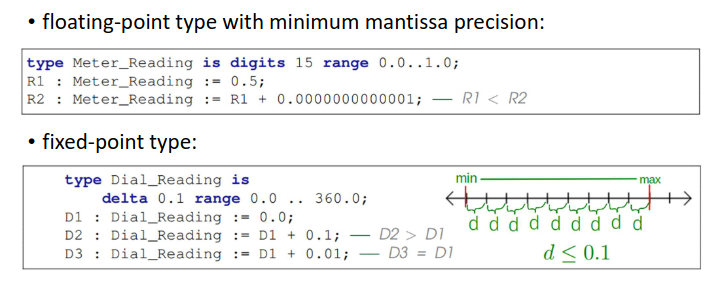 • floating-point type with minimum mantissa precision:
type Meter_Reading is digits 15 range 0.0..1.0;
R1 : Meter_Reading := 0.5;
R2 : Meter_Reading := R1 + 0.0000000000001; — R1 < R2
• fixed-point type:
type Dial_Reading is
delta 0.1 range 0.0 .. 360.0;
D1 : Dial_Reading := 0.0;
D2 : Dial_Reading := D1 + 0.1; — D2 > D1
D3 : Dial_Reading := D1 + 0.01; — D3 = D1
min max
d d d d d d d d d
d ≤ 0.1